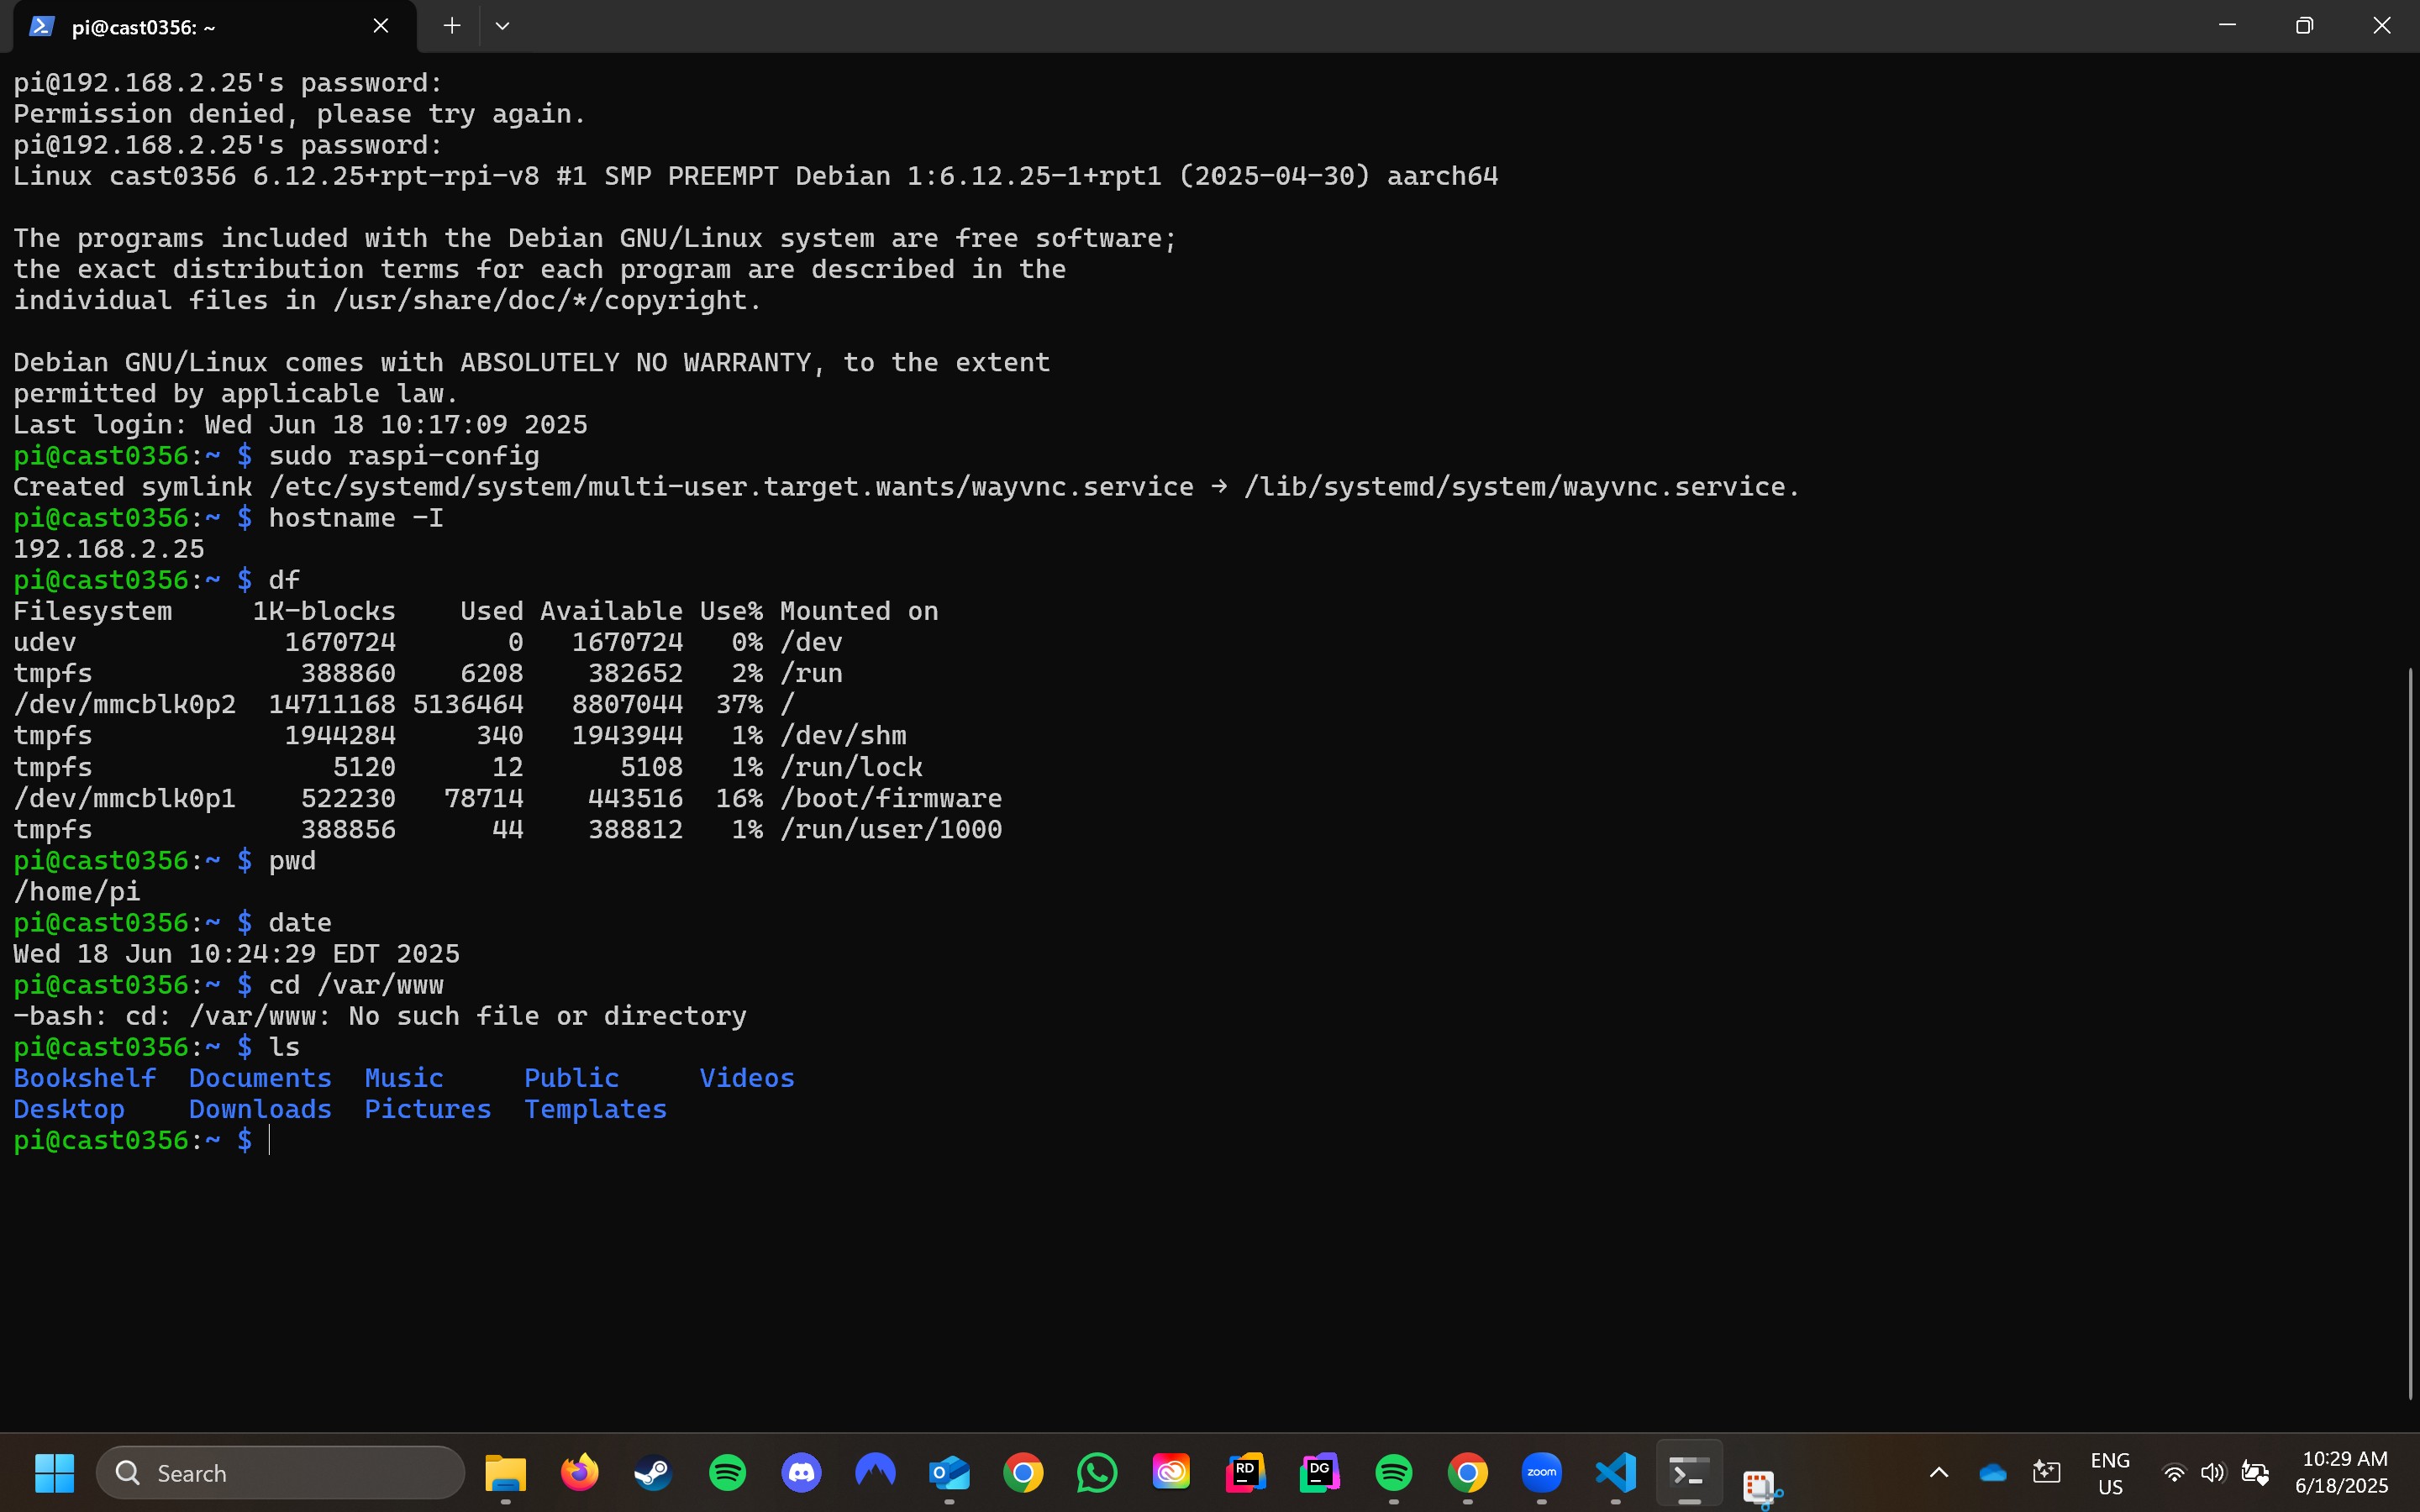 pi@cast0356: ~
pi@192.168.2.25's password:
Permission denied, please try again.
pi@192.168.2.25's password:
Linux cast0356 6.12.25+rpt-rpi-v8 #1 SMP PREEMPT Debian 1:6.12.25-1+rpt1 (2025-04-30) aarch64
The programs included with the Debian GNU/Linux system are free software;
the exact distribution terms for each program are described in the
individual files in /usr/share/doc/*/copyright.
Debian GNU/Linux comes with ABSOLUTELY NO WARRANTY, to the extent
permitted by applicable law.
Last login: Wed Jun 18 10:17:09 2025
pi@cast0356:~ $ sudo raspi-config
Created symlink /etc/systemd/system/multi-user.target.wants/wayvnc.service → /lib/systemd/system/wayvnc.service.
pi@cast0356:~ $ hostname -I
192.168.2.25
pi@cast0356:~ $ df
Filesystem     1K-blocks    Used Available Use% Mounted on
udev             1670724       0   1670724   0% /dev
tmpfs             388860    6208    382652   2% /run
/dev/mmcblk0p2  14711168 5136464   8807044  37% /
tmpfs            1944284     340   1943944   1% /dev/shm
tmpfs               5120      12      5108   1% /run/lock
/dev/mmcblk0p1    522230   78714    443516  16% /boot/firmware
tmpfs             388856      44    388812   1% /run/user/1000
pi@cast0356:~ $ pwd
/home/pi
pi@cast0356:~ $ date
Wed 18 Jun 10:24:29 EDT 2025
pi@cast0356:~ $ cd /var/www
-bash: cd: /var/www: No such file or directory
pi@cast0356:~ $ ls
Bookshelf  Documents  Music     Public     Videos
Desktop    Downloads  Pictures  Templates
pi@cast0356:~ $
Search
RD
DG
zoom
ENG
US
10:29 AM
6/18/2025